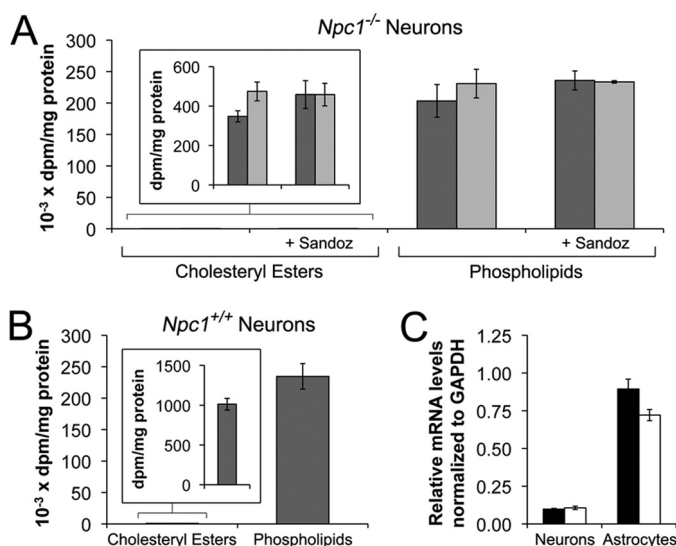 A
Npc1-/- Neurons
10-3 x dpm/mg protein
300
250
200
150
100
50
0
dpm/mg protein
600
400
200
0
+ Sandoz
+ Sandoz
Cholesteryl Esters
Phospholipids
B
Npc1+/+ Neurons
10-3 x dpm/mg protein
300
250
200
150
100
50
0
dpm/mg protein
1500
1000
500
0
Cholesteryl Esters
Phospholipids
C
Relative mRNA levels
normalized to GAPDH
1.25
1.00
0.75
0.50
0.25
0.00
Neurons
Astrocytes